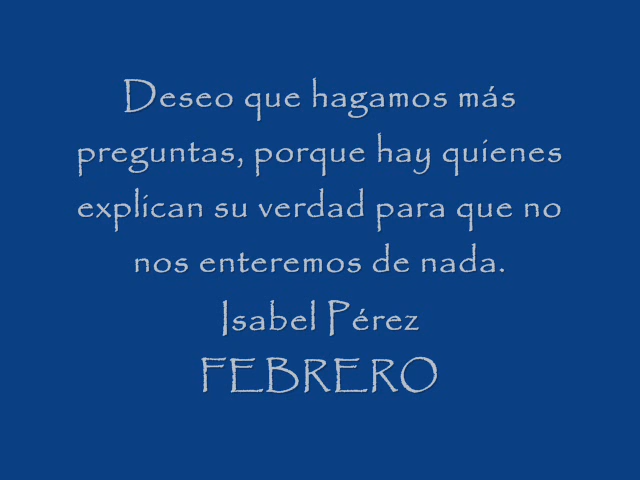 Deseo que hagamos más
preguntas, porque hay quienes
explican su verdad para que no
nos enteremos de nada.
Isabel Pérez
FEBRERO